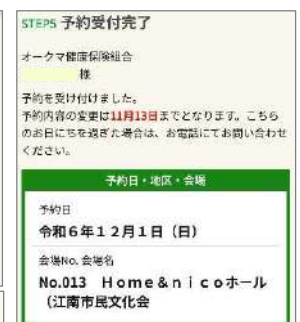 STEP5 予約受付完了
オークマ健康保険組合
様
予約を受け付けました。
予約内容の変更は11月13日までとなります。こちら
のお日にちを過ぎた場合は、お電話にてお問い合わせ
ください。
予約日・地区・会場
予約日
令和6年12月1日(日)
会場No. 会場名
No.013 Home&nicoホール
(江南市民文化会